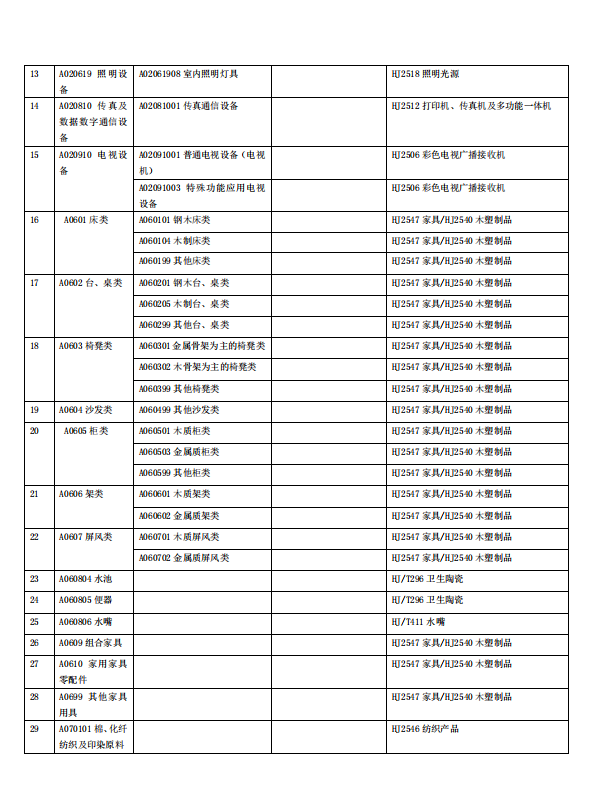 13 A020619 照明设 A02061908 室内照明灯具 HJ2518 照明光源
备
14 A020810 传真及 A02081001 传真通信设备 HJ2512 打印机、传真机及多功能一体机
数据数字通信设
备
15 A020910 电视设 A02091001 普通电视设备（电视 HJ2506 彩色电视广播接收机
备 机）
A02091003 特殊功能应用电视 HJ2506 彩色电视广播接收机
设备
16 A0601 床类 A060101 钢木床类 HJ2547 家具/HJ2540 木塑制品
A060104 木制床类 HJ2547 家具/HJ2540 木塑制品
A060199 其他床类 HJ2547 家具/HJ2540 木塑制品
17 A0602 台、桌类 A060201 钢木台、桌类 HJ2547 家具/HJ2540 木塑制品
A060205 木制台、桌类 HJ2547 家具/HJ2540 木塑制品
A060299 其他台、桌类 HJ2547 家具/HJ2540 木塑制品
18 A0603 椅凳类 A060301 金属骨架为主的椅凳类 HJ2547 家具/HJ2540 木塑制品
A060302 木骨架为主的椅凳类 HJ2547 家具/HJ2540 木塑制品
A060399 其他椅凳类 HJ2547 家具/HJ2540 木塑制品
19 A0604 沙发类 A060499 其他沙发类 HJ2547 家具/HJ2540 木塑制品
20 A0605 柜类 A060501 木质柜类 HJ2547 家具/HJ2540 木塑制品
A060503 金属质柜类 HJ2547 家具/HJ2540 木塑制品
A060599 其他柜类 HJ2547 家具/HJ2540 木塑制品
21 A0606 架类 A060601 木质架类 HJ2547 家具/HJ2540 木塑制品
A060602 金属质架类 HJ2547 家具/HJ2540 木塑制品
22 A0607 屏风类 A060701 木质屏风类 HJ2547 家具/HJ2540 木塑制品
A060702 金属质屏风类 HJ2547 家具/HJ2540 木塑制品
23 A060804 水池 HJ/T296 卫生陶瓷
24 A060805 便器 HJ/T296 卫生陶瓷
25 A060806 水嘴 HJ/T411 水嘴
26 A0609 组合家具 HJ2547 家具/HJ2540 木塑制品
27 A0610 家用家具 HJ2547 家具/HJ2540 木塑制品
零配件
28 A0699 其他家具 HJ2547 家具/HJ2540 木塑制品
用具
29 A070101 棉、化纤 HJ2546 纺织产品
纺织及印染原料